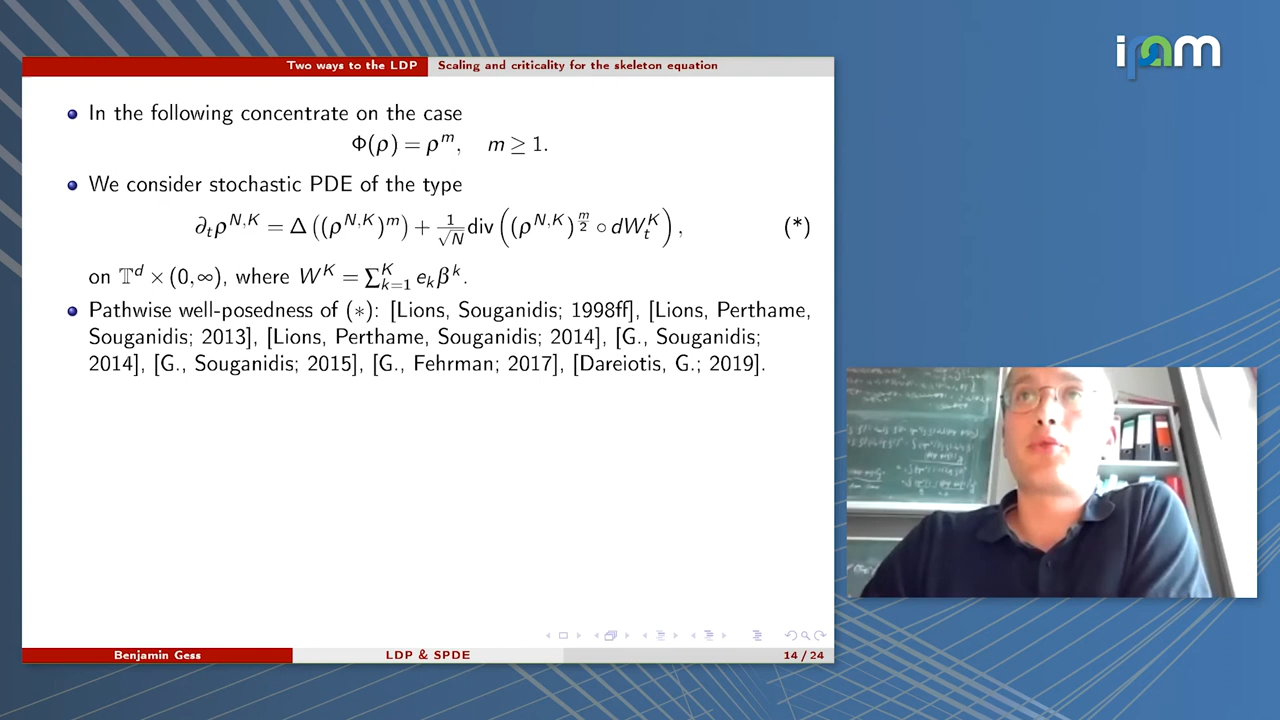 ipam
Two ways to the LDP Scaling and criticality for the skeleton equation
In the following concentrate on the case
Φ(ρ) = ρ^m, m ≥ 1.
We consider stochastic PDE of the type
∂_t ρ^{N,K} = Δ ((ρ^{N,K})^m) + 1/√N div ((ρ^{N,K})^{m/2} ∘ dW_t^K), (*)
on 𝕋^d × (0,∞), where W^K = ∑_{k=1}^K e_k β^k.
Pathwise well-posedness of (∗): [Lions, Souganidis; 1998ff], [Lions, Perthame,
Souganidis; 2013], [Lions, Perthame, Souganidis; 2014], [G., Souganidis;
2014], [G., Souganidis; 2015], [G., Fehrman; 2017], [Dareiotis, G.; 2019].
Benjamin Gess LDP & SPDE 14 / 24